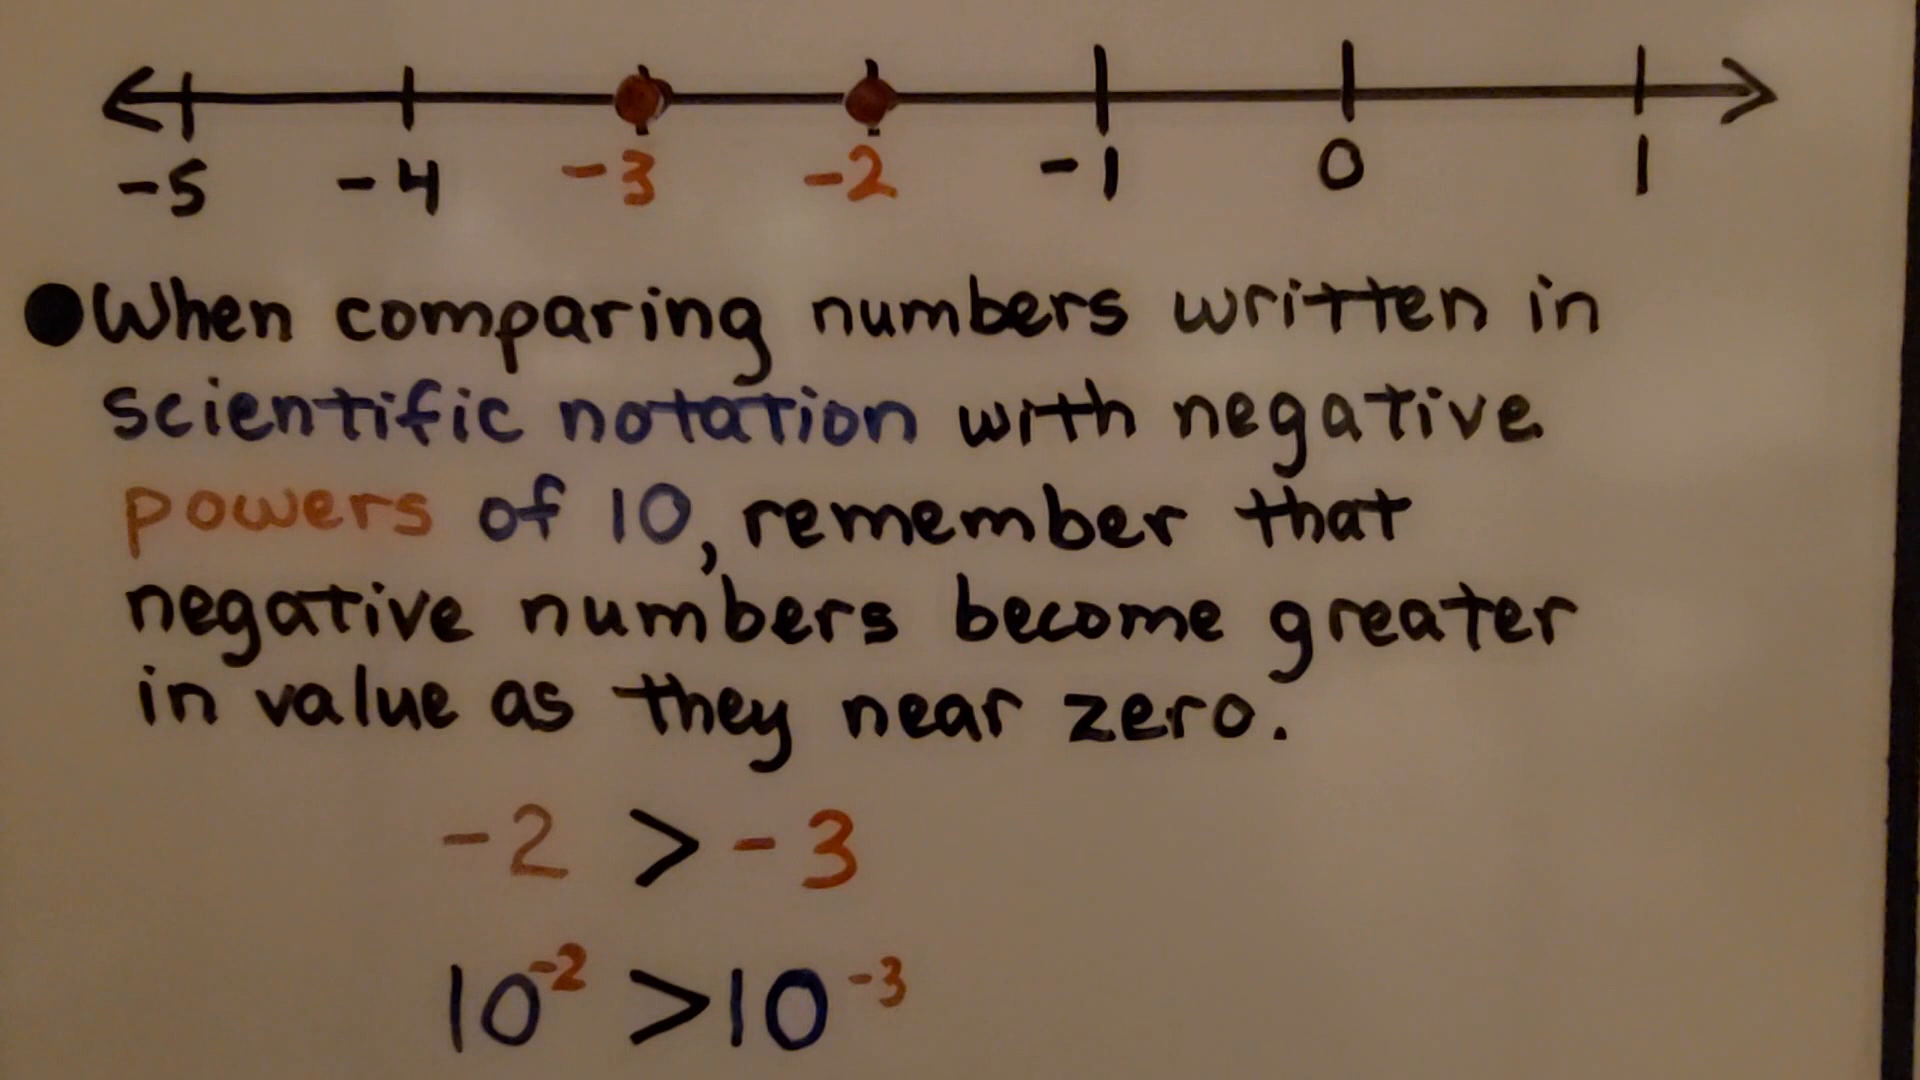 -5 -4 -3 -2 -1 0 1
●When comparing numbers written in
scientific notation with negative
powers of 10, remember that
negative numbers become greater
in value as they near zero.
-2 > -3
10⁻² > 10⁻³